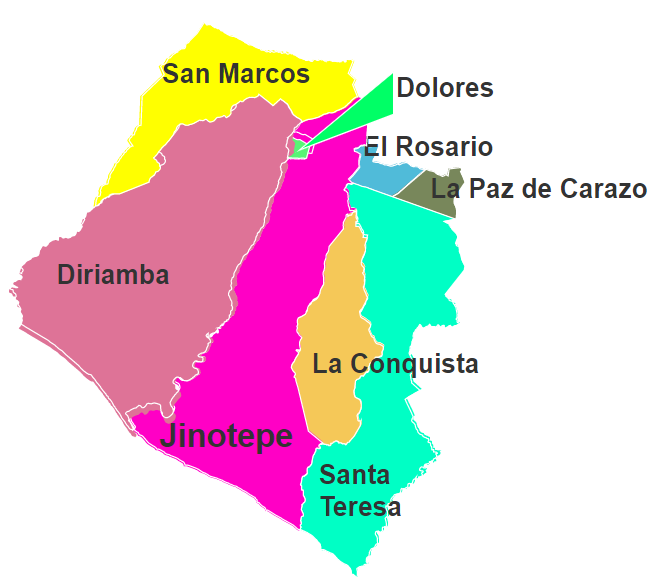 San Marcos
Dolores
El Rosario
La Paz de Carazo
Diriamba
La Conquista
Jinotepe
Santa
Teresa